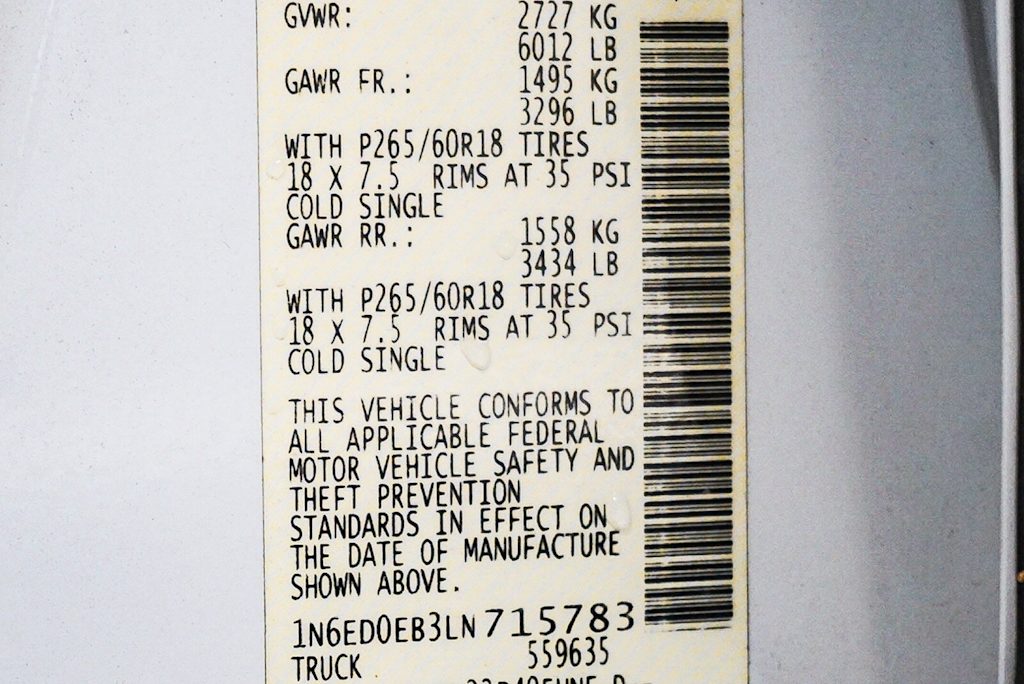 GVWR: 2727 KG
6012 LB
GAWR FR.: 1495 KG
3296 LB
WITH P265/60R18 TIRES
18 X 7.5 RIMS AT 35 PSI
COLD SINGLE
GAWR RR.: 1558 KG
3434 LB
WITH P265/60R18 TIRES
18 X 7.5 RIMS AT 35 PSI
COLD SINGLE
THIS VEHICLE CONFORMS TO
ALL APPLICABLE FEDERAL
MOTOR VEHICLE SAFETY AND
THEFT PREVENTION
STANDARDS IN EFFECT ON
THE DATE OF MANUFACTURE
SHOWN ABOVE.
1N6ED0EB3LN715783
TRUCK 559635